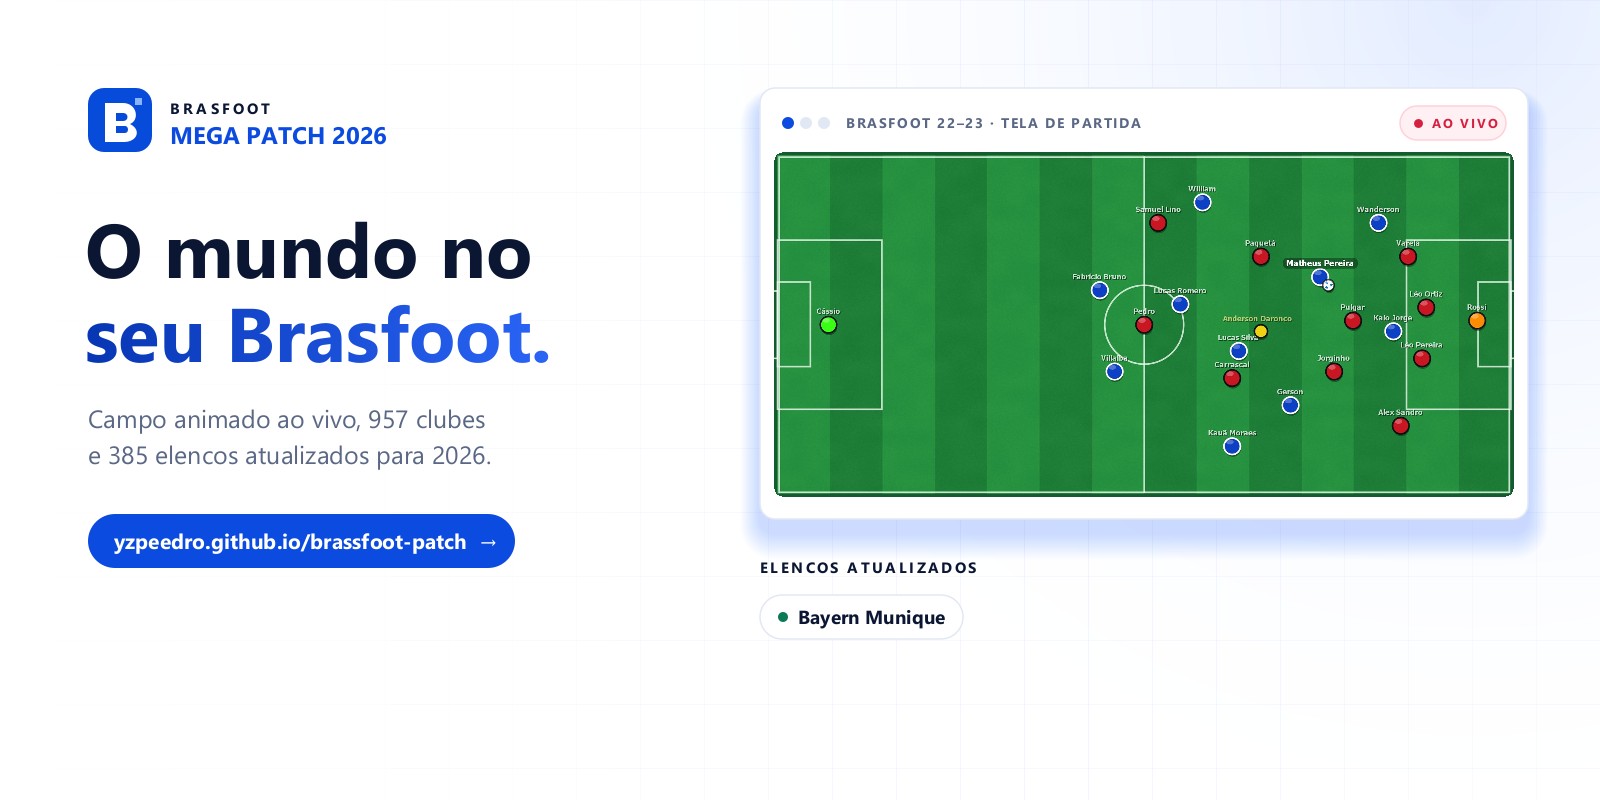 BRASFOOT
MEGA PATCH 2026
O mundo no
seu Brasfoot.
Campo animado ao vivo, 957 clubes
e 385 elencos atualizados para 2026.
yzpeedro.github.io/brassfoot-patch →
BRASFOOT 22–23 · TELA DE PARTIDA
AO VIVO
William
Samuel Lino
Wanderson
Paquetá
Varela
Matheus Pereira
Fabrício Bruno
Lucas Romero
Léo Ortiz
Cássio
Pedro
Pulgar
Rossi
Anderson Daronco
Kaio Jorge
Lucas Silva
Léo Pereira
Villalba
Carrascal
Jorginho
Gerson
Alex Sandro
Kauã Moraes
ELENCOS ATUALIZADOS
Bayern Munique